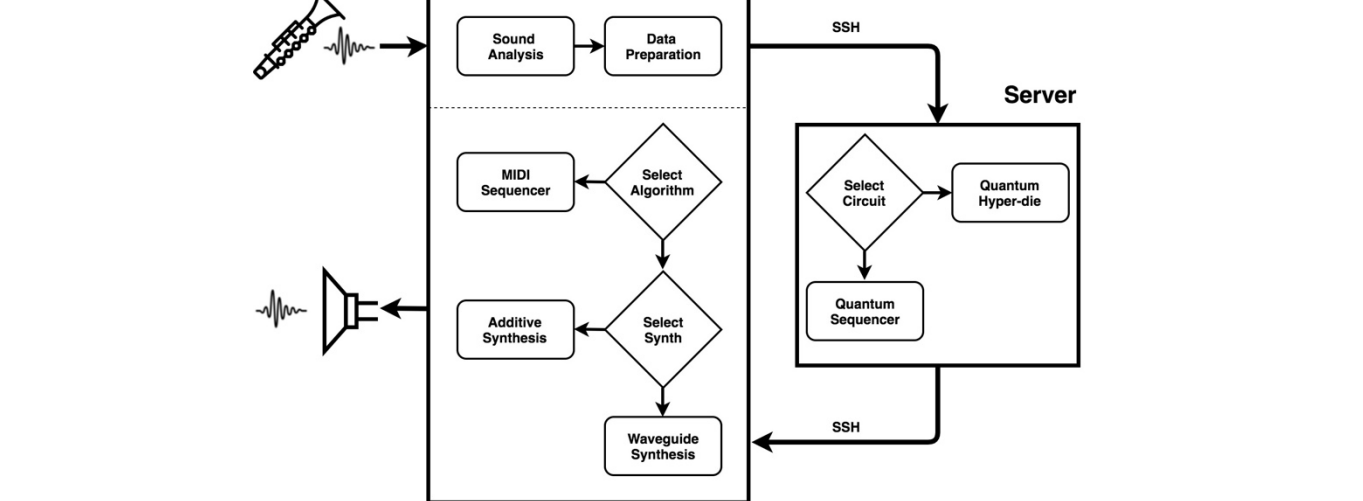 Sound
Analysis
Data
Preparation
SSH
Server
MIDI
Sequencer
Select
Algorithm
Select
Circuit
Quantum
Hyper-die
Additive
Synthesis
Select
Synth
Quantum
Sequencer
Waveguide
Synthesis
SSH